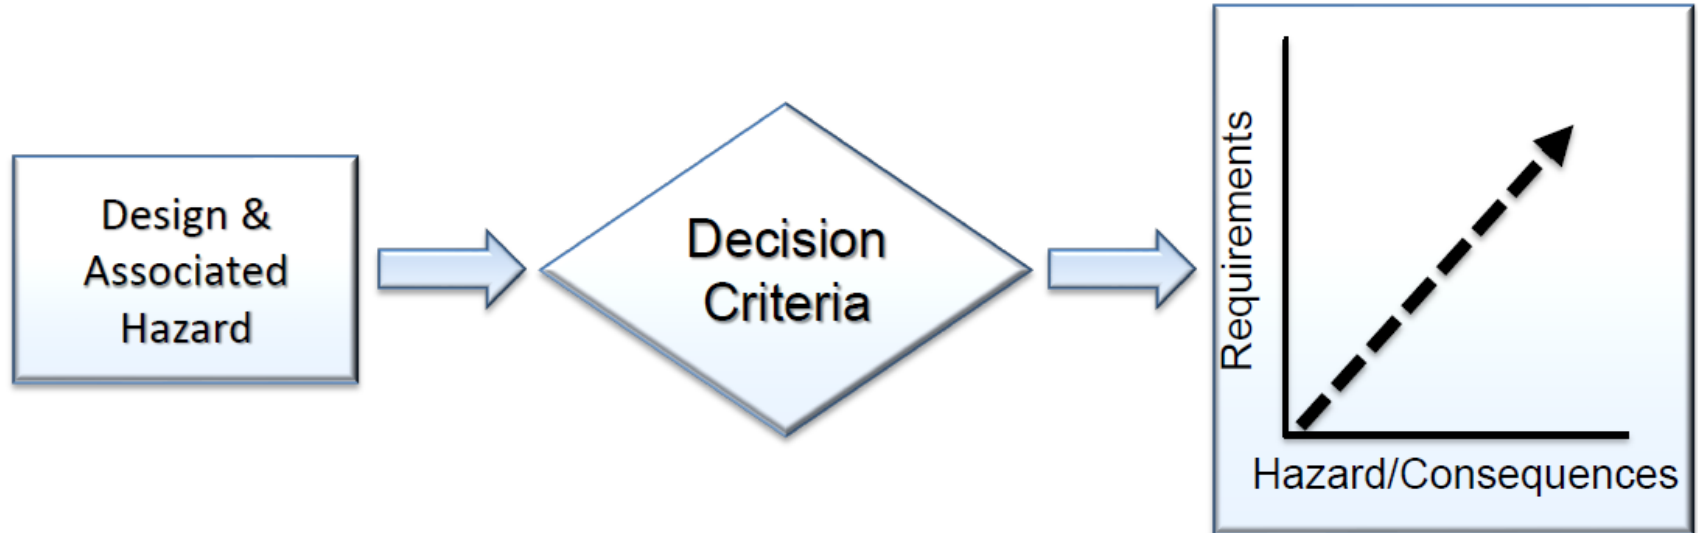 Design &
Associated
Hazard
Decision
Criteria
Requirements
Hazard/Consequences